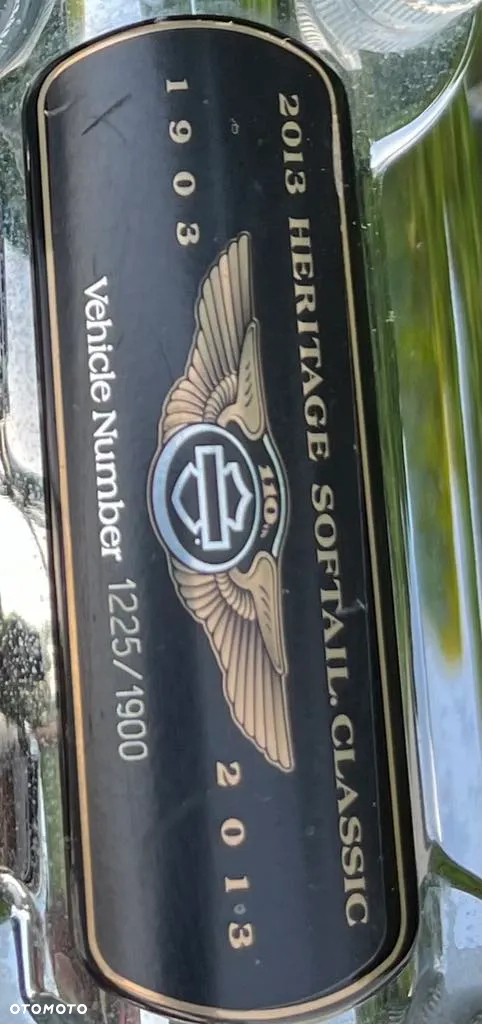 2013 HERITAGE SOFTAIL. CLASSIC
110th
1903 2013
Vehicle Number 1225/1900
OTOMOTO